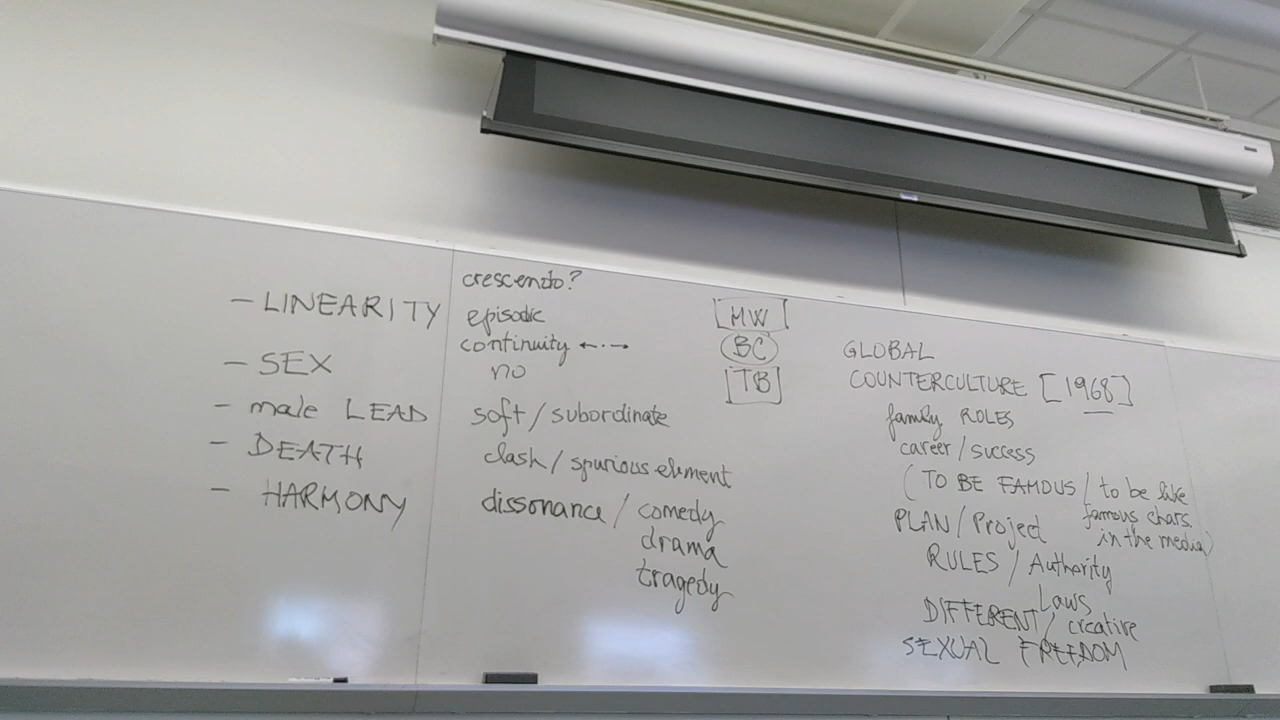 - LINEARITY
- SEX
- male LEAD
- DEATH
- HARMONY
crescendo?
episodic
continuity ←·→
no
soft / subordinate
clash / spurious element
dissonance / comedy
drama
tragedy
MW
BC
TB
GLOBAL
COUNTERCULTURE [1968]
family ROLES
career / success
(TO BE FAMOUS / to be like
famous chars.
in the media)
PLAN / Project
RULES / Authority
Laws
DIFFERENT / creative
SEXUAL FREEDOM